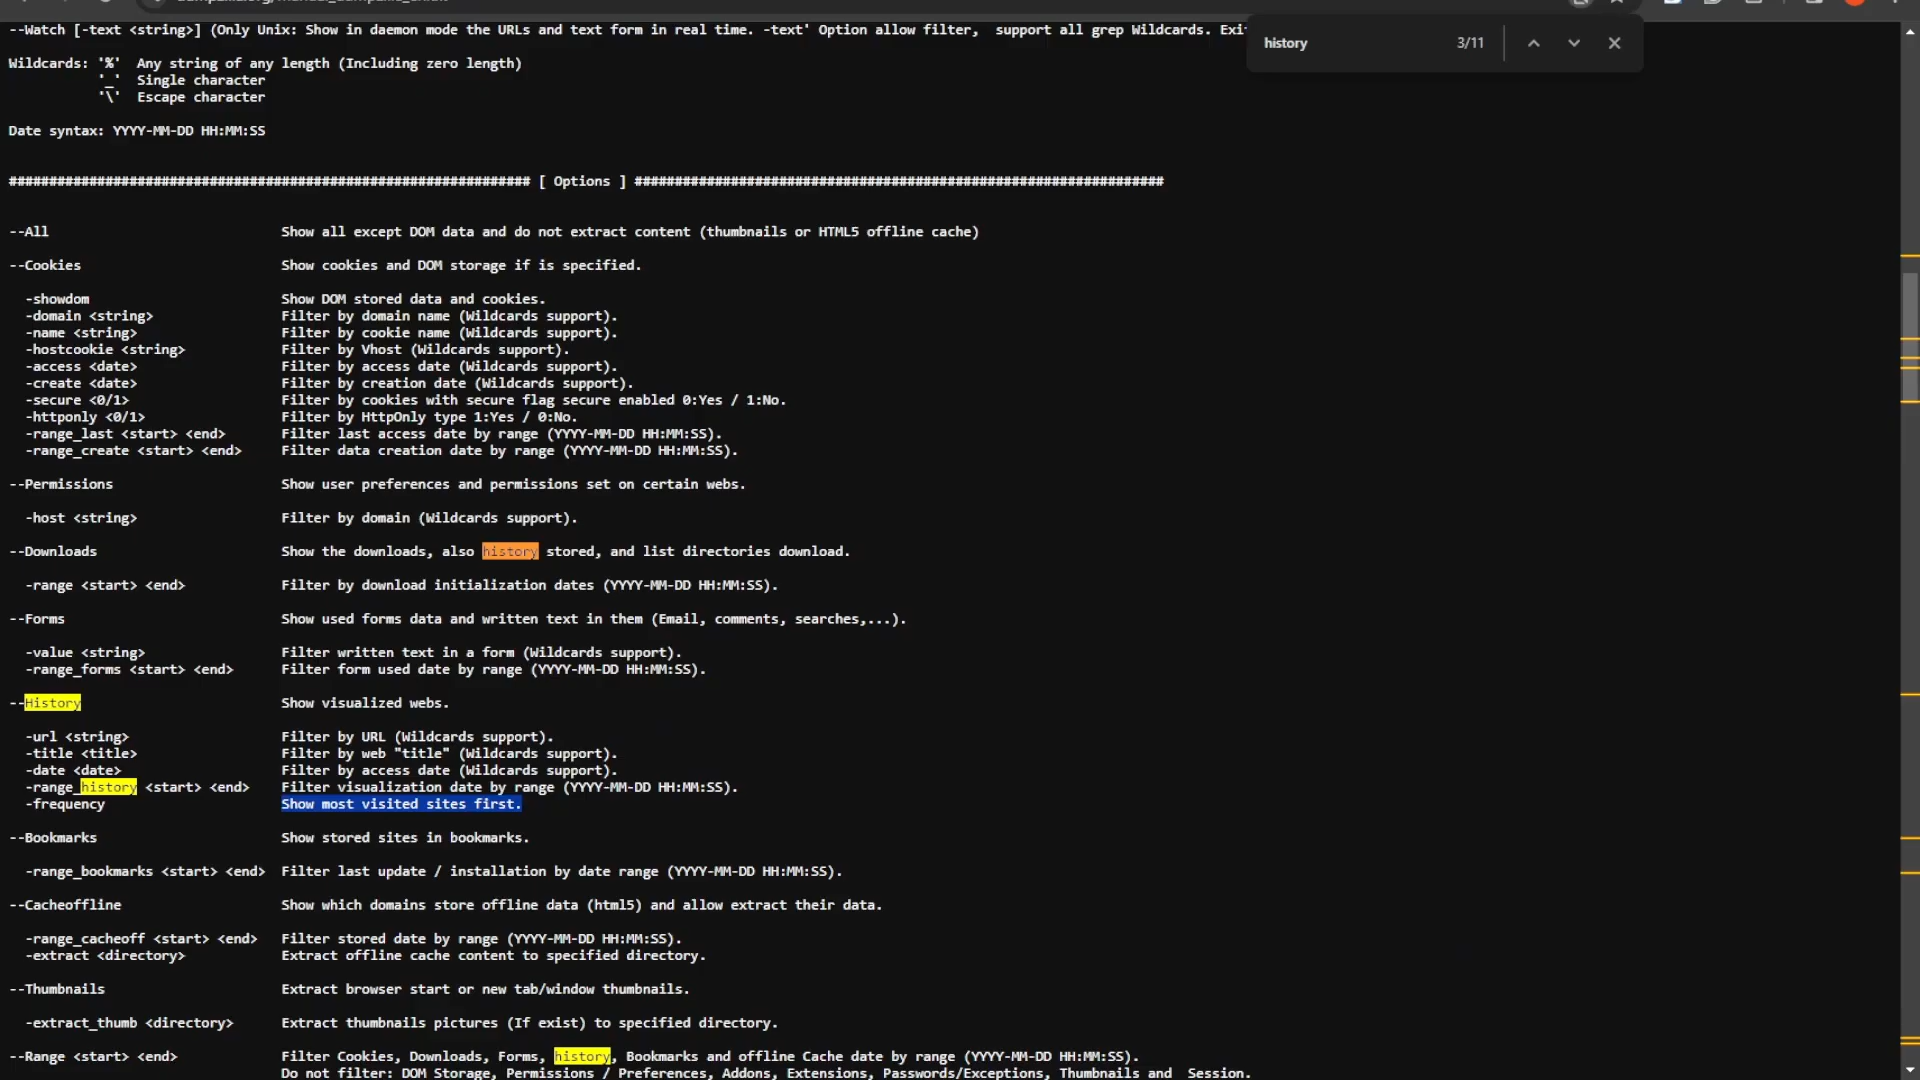 --Watch [-text <string>] (Only Unix: Show in daemon mode the URLs and text form in real time. -text' Option allow filter,  support all grep Wildcards. Exi
history 3/11
Wildcards: '%'  Any string of any length (Including zero length)
'_'  Single character
'\'  Escape character
Date syntax: YYYY-MM-DD HH:MM:SS
################################################################# [ Options ] ##################################################################
--All Show all except DOM data and do not extract content (thumbnails or HTML5 offline cache)
--Cookies Show cookies and DOM storage if is specified.
-showdom Show DOM stored data and cookies.
-domain <string> Filter by domain name (Wildcards support).
-name <string> Filter by cookie name (Wildcards support).
-hostcookie <string> Filter by Vhost (Wildcards support).
-access <date> Filter by access date (Wildcards support).
-create <date> Filter by creation date (Wildcards support).
-secure <0/1> Filter by cookies with secure flag secure enabled 0:Yes / 1:No.
-httponly <0/1> Filter by HttpOnly type 1:Yes / 0:No.
-range_last <start> <end> Filter last access date by range (YYYY-MM-DD HH:MM:SS).
-range_create <start> <end> Filter data creation date by range (YYYY-MM-DD HH:MM:SS).
--Permissions Show user preferences and permissions set on certain webs.
-host <string> Filter by domain (Wildcards support).
--Downloads Show the downloads, also history stored, and list directories download.
-range <start> <end> Filter by download initialization dates (YYYY-MM-DD HH:MM:SS).
--Forms Show used forms data and written text in them (Email, comments, searches,...).
-value <string> Filter written text in a form (Wildcards support).
-range_forms <start> <end> Filter form used date by range (YYYY-MM-DD HH:MM:SS).
--History Show visualized webs.
-url <string> Filter by URL (Wildcards support).
-title <title> Filter by web "title" (Wildcards support).
-date <date> Filter by access date (Wildcards support).
-range_history <start> <end> Filter visualization date by range (YYYY-MM-DD HH:MM:SS).
-frequency Show most visited sites first.
--Bookmarks Show stored sites in bookmarks.
-range_bookmarks <start> <end> Filter last update / installation by date range (YYYY-MM-DD HH:MM:SS).
--Cacheoffline Show which domains store offline data (html5) and allow extract their data.
-range_cacheoff <start> <end> Filter stored date by range (YYYY-MM-DD HH:MM:SS).
-extract <directory> Extract offline cache content to specified directory.
--Thumbnails Extract browser start or new tab/window thumbnails.
-extract_thumb <directory> Extract thumbnails pictures (If exist) to specified directory.
--Range <start> <end> Filter Cookies, Downloads, Forms, history, Bookmarks and offline Cache date by range (YYYY-MM-DD HH:MM:SS).
Do not filter: DOM Storage, Permissions / Preferences, Addons, Extensions, Passwords/Exceptions, Thumbnails and  Session.